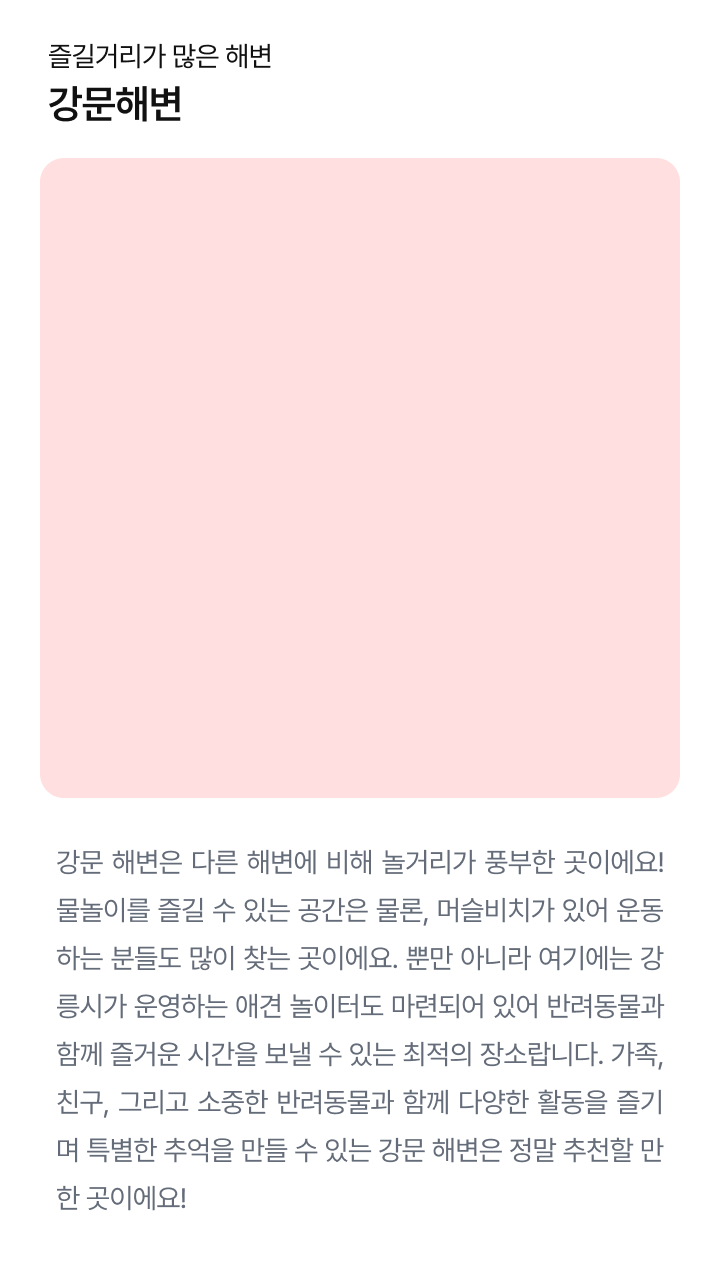 즐길거리가 많은 해변
강문해변
강문 해변은 다른 해변에 비해 놀거리가 풍부한 곳이에요!
물놀이를 즐길 수 있는 공간은 물론, 머슬비치가 있어 운동
하는 분들도 많이 찾는 곳이에요. 뿐만 아니라 여기에는 강
릉시가 운영하는 애견 놀이터도 마련되어 있어 반려동물과
함께 즐거운 시간을 보낼 수 있는 최적의 장소랍니다. 가족,
친구, 그리고 소중한 반려동물과 함께 다양한 활동을 즐기
며 특별한 추억을 만들 수 있는 강문 해변은 정말 추천할 만
한 곳이에요!